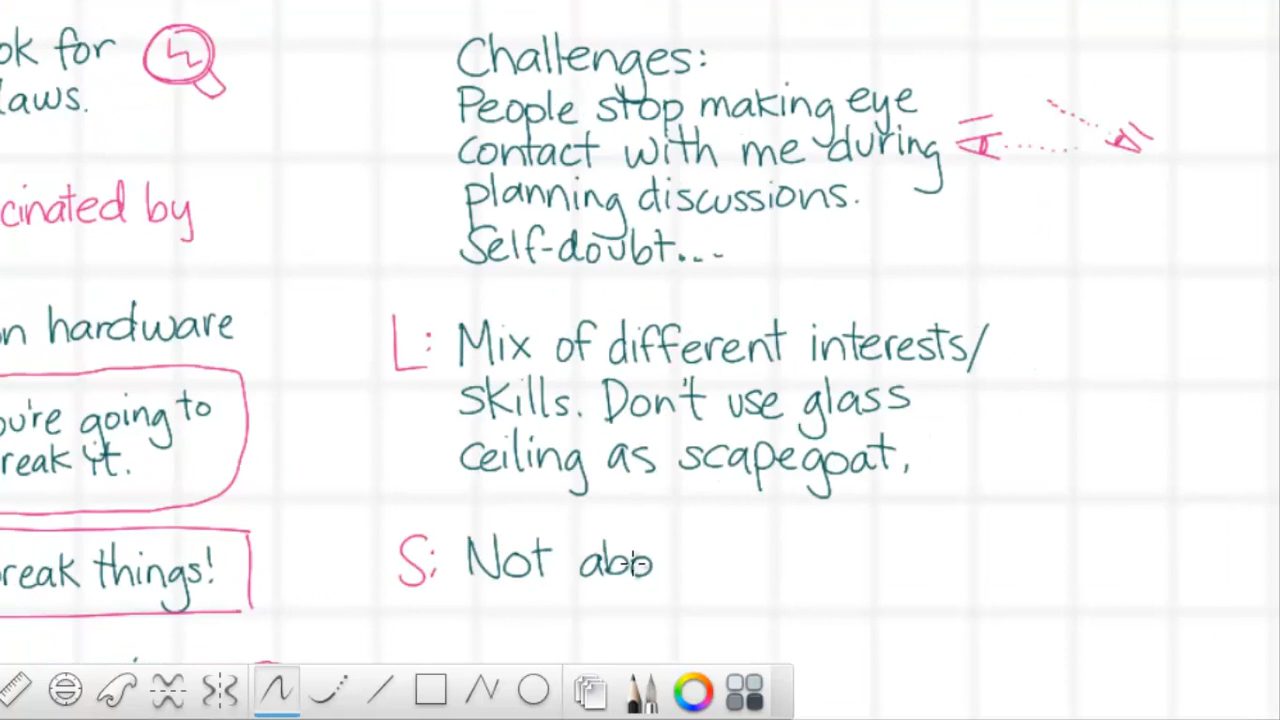 ok for
laws.
cinated by
n hardware
ou're going to
reak it.
reak things!
Challenges:
People stop making eye
contact with me during
planning discussions.
Self-doubt...
L: Mix of different interests/
skills. Don't use glass
ceiling as scapegoat.
S: Not abo